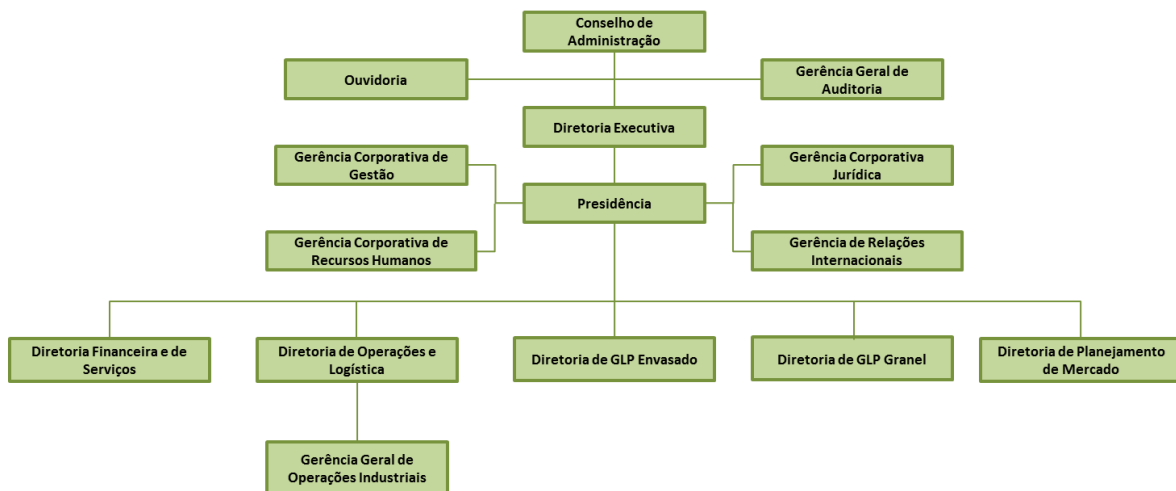 Conselho de
Administração
Ouvidoria
Gerência Geral de
Auditoria
Diretoria Executiva
Gerência Corporativa de
Gestão
Gerência Corporativa
Jurídica
Presidência
Gerência Corporativa de
Recursos Humanos
Gerência de Relações
Internacionais
Diretoria Financeira e de
Serviços
Diretoria de Operações e
Logística
Diretoria de GLP Envasado
Diretoria de GLP Granel
Diretoria de Planejamento
de Mercado
Gerência Geral de
Operações Industriais